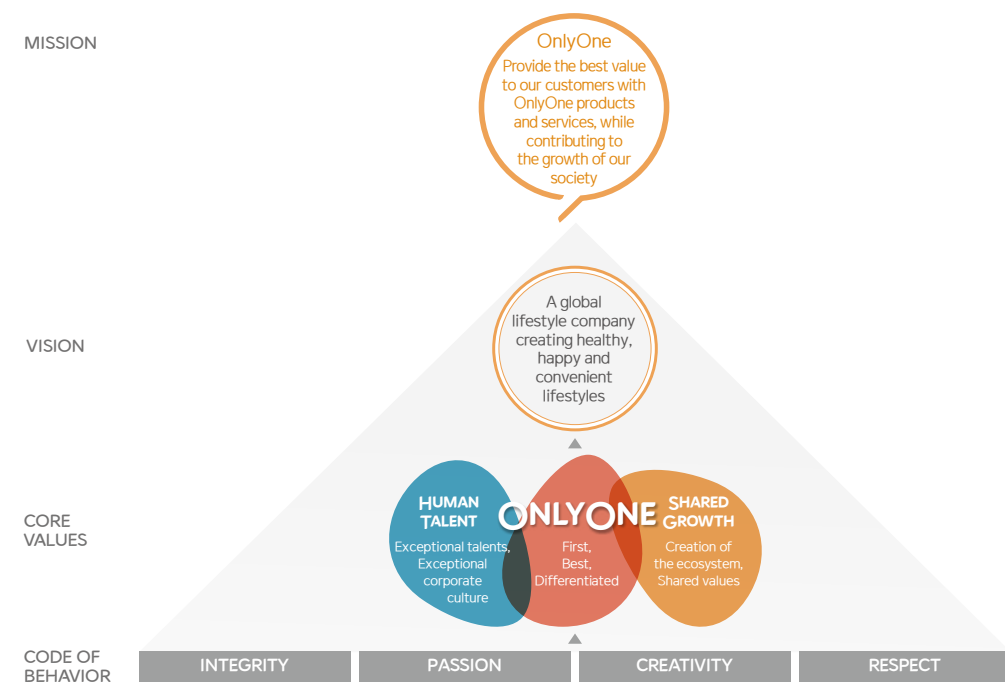 MISSION
OnlyOne
Provide the best value
to our customers with
OnlyOne products
and services, while
contributing to
the growth of our
society
VISION
A global
lifestyle company
creating healthy,
happy and
convenient
lifestyles
CORE
VALUES
HUMAN
TALENT
Exceptional talents,
Exceptional
corporate
culture
ONLYONE
First,
Best,
Differentiated
SHARED
GROWTH
Creation of
the ecosystem,
Shared values
CODE OF
BEHAVIOR
INTEGRITY
PASSION
CREATIVITY
RESPECT